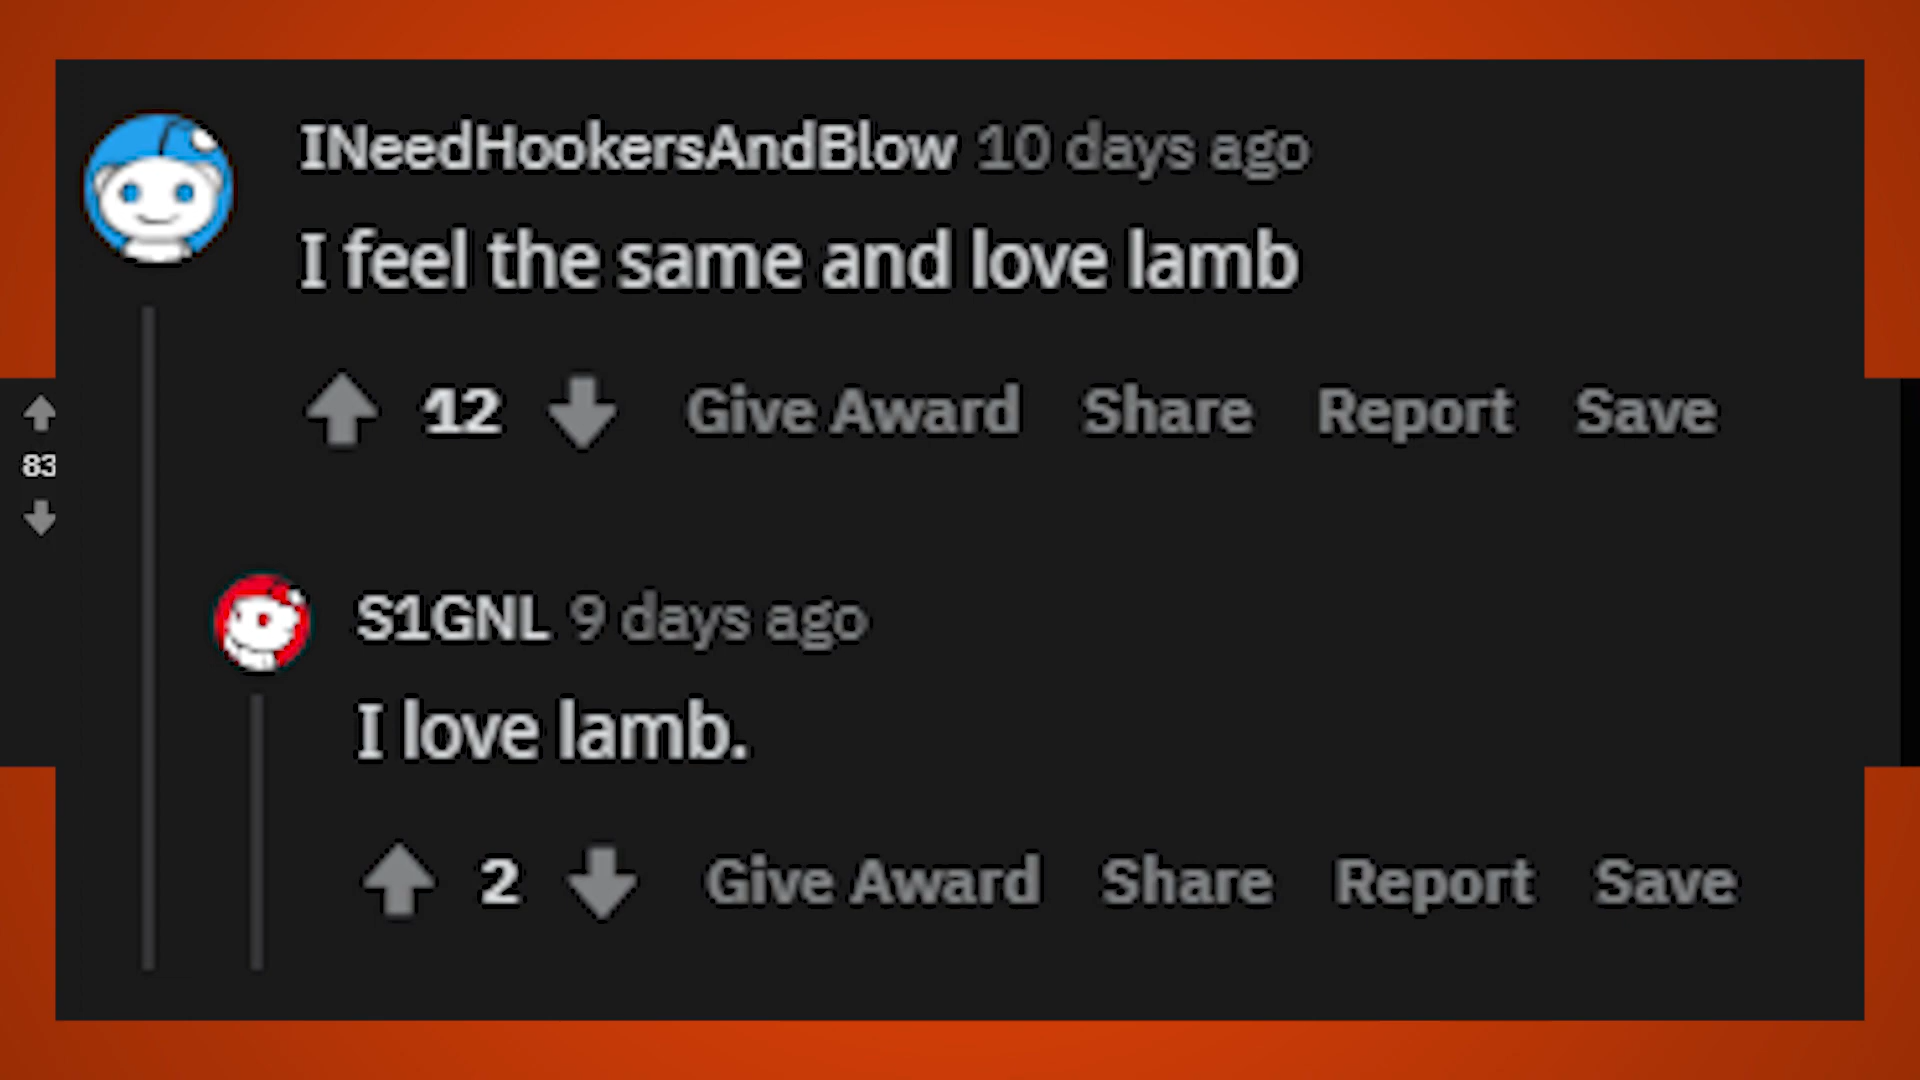 INeedHookersAndBlow 10 days ago
I feel the same and love lamb
12 Give Award Share Report Save
83
S1GNL 9 days ago
I love lamb.
2 Give Award Share Report Save